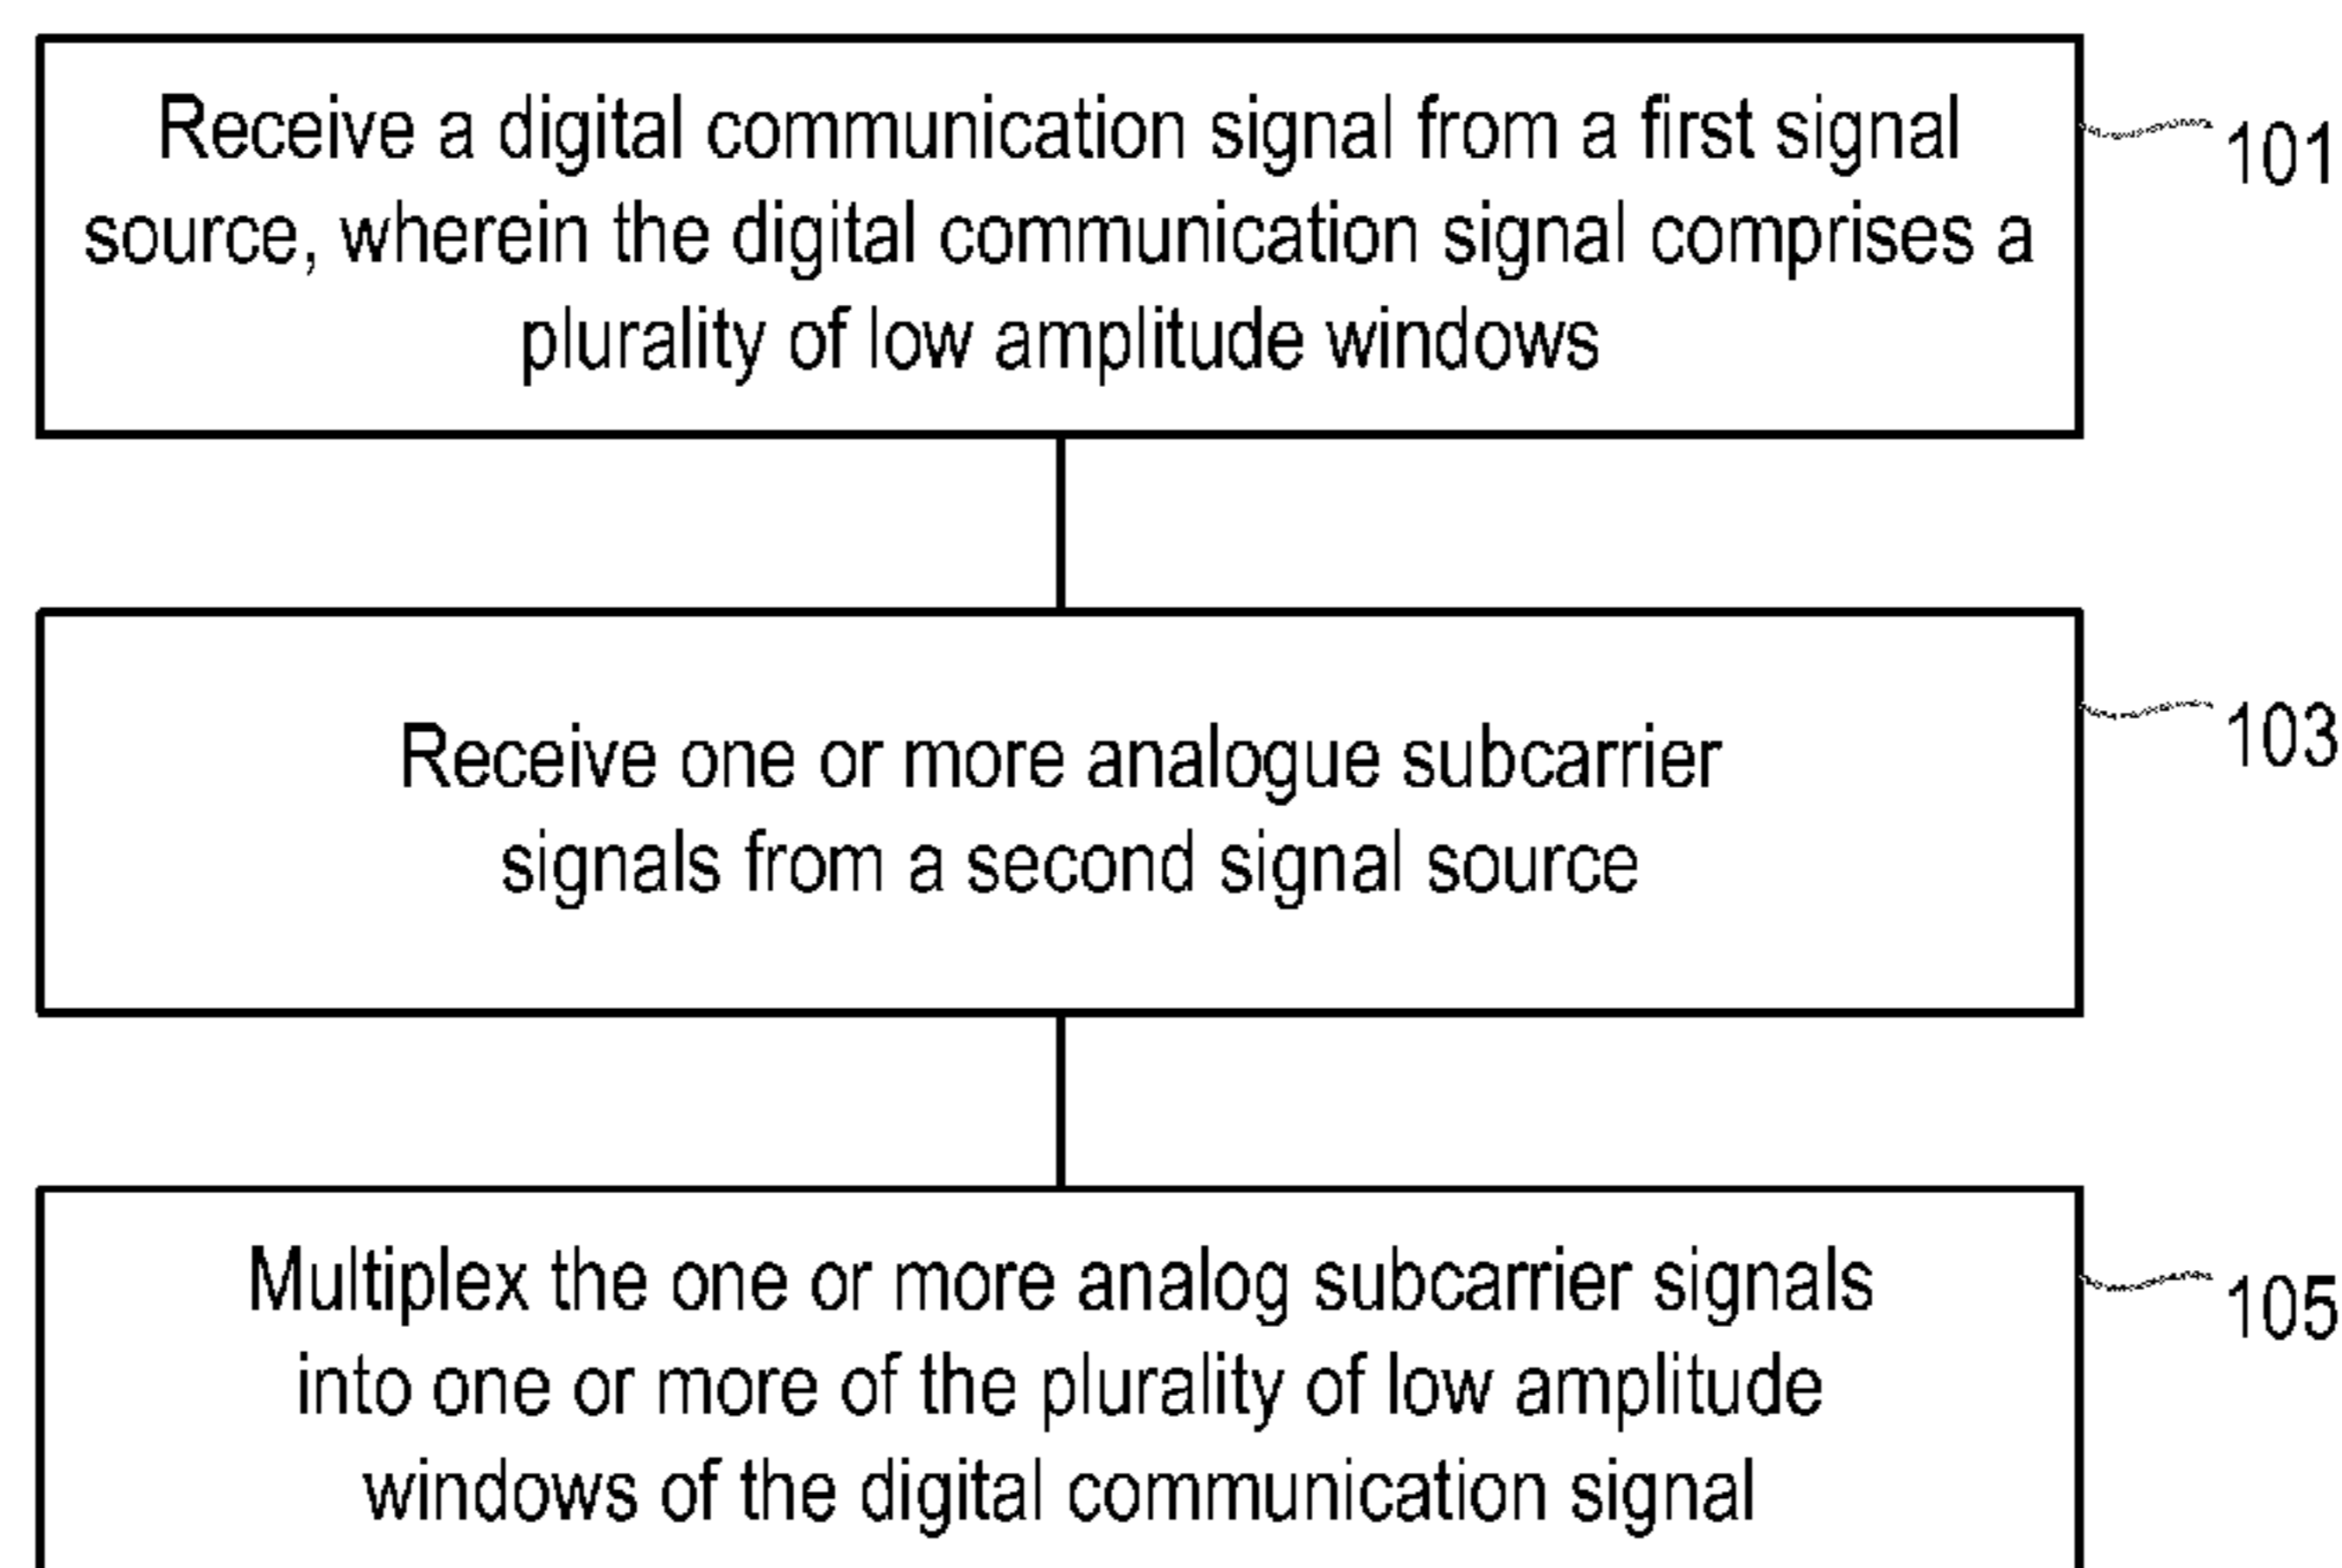 Receive a digital communication signal from a first signal
source, wherein the digital communication signal comprises a
plurality of low amplitude windows
101
Receive one or more analogue subcarrier
signals from a second signal source
103
Multiplex the one or more analog subcarrier signals
into one or more of the plurality of low amplitude
windows of the digital communication signal
105